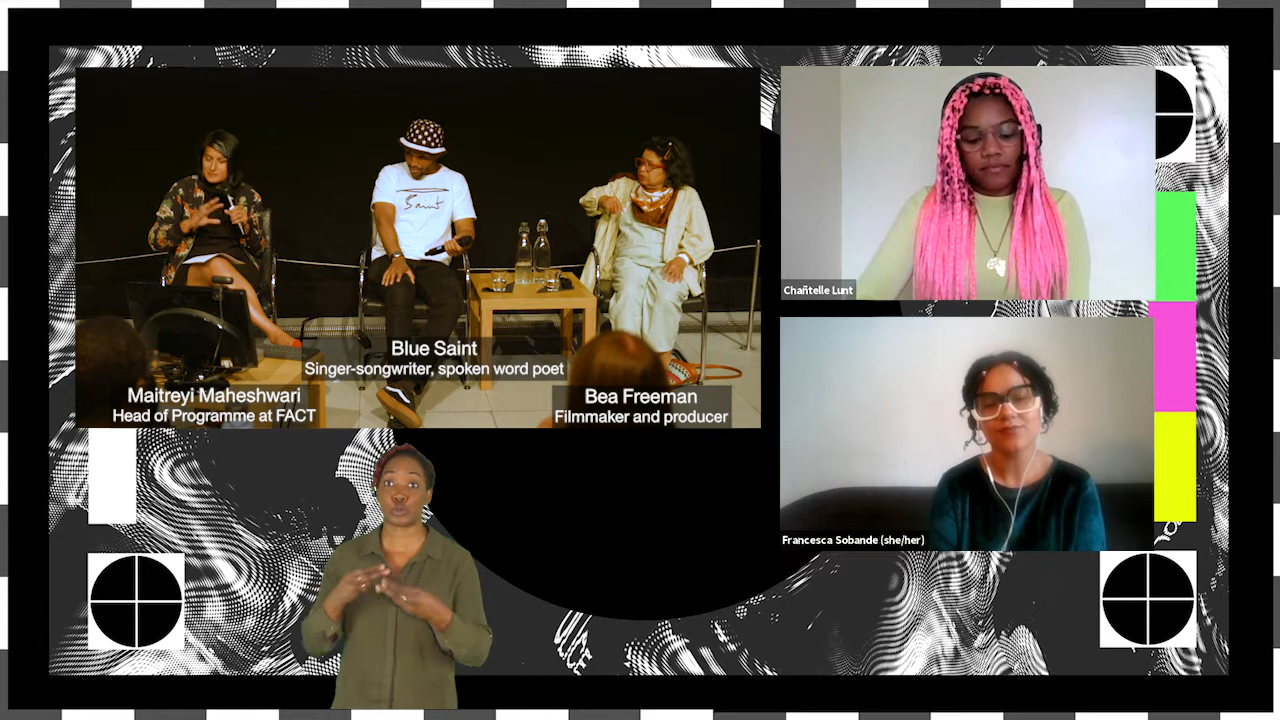 Saint
Blue Saint
Singer-songwriter, spoken word poet
Maitreyi Maheshwari
Head of Programme at FACT
Bea Freeman
Filmmaker and producer
Chañtelle Lunt
Francesca Sobande (she/her)